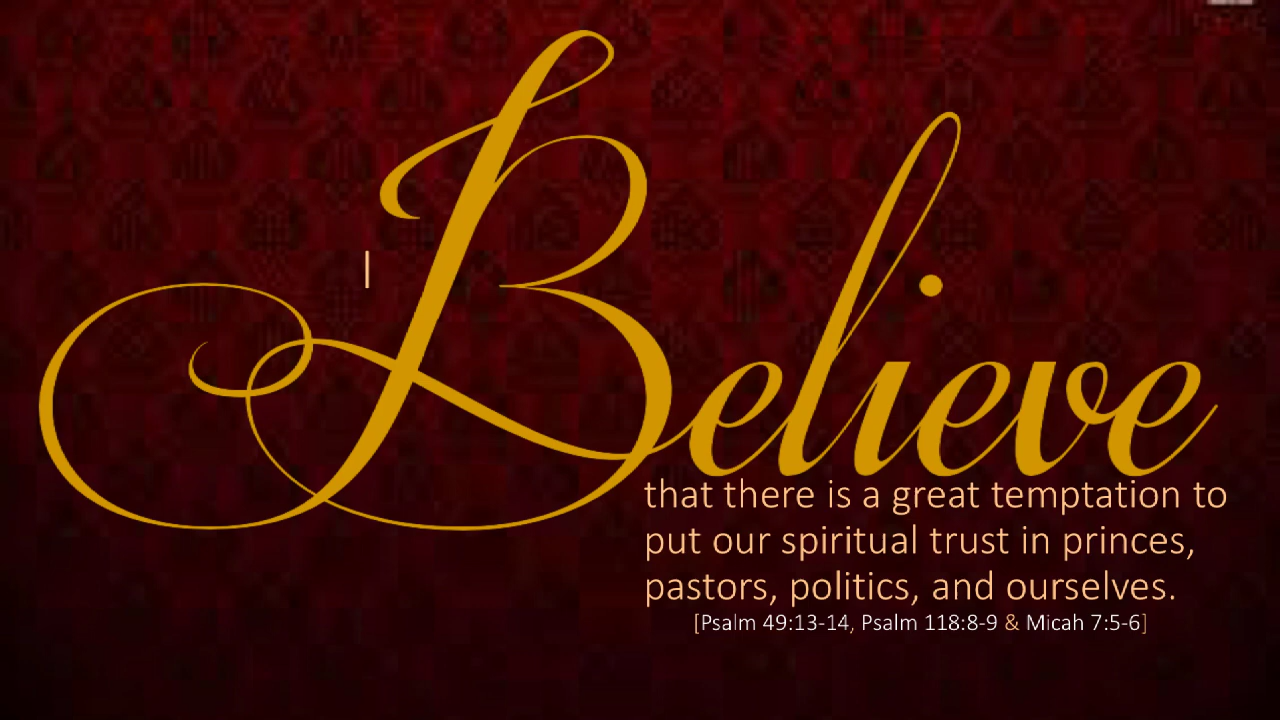 I Believe
that there is a great temptation to
put our spiritual trust in princes,
pastors, politics, and ourselves.
[Psalm 49:13-14, Psalm 118:8-9 & Micah 7:5-6]